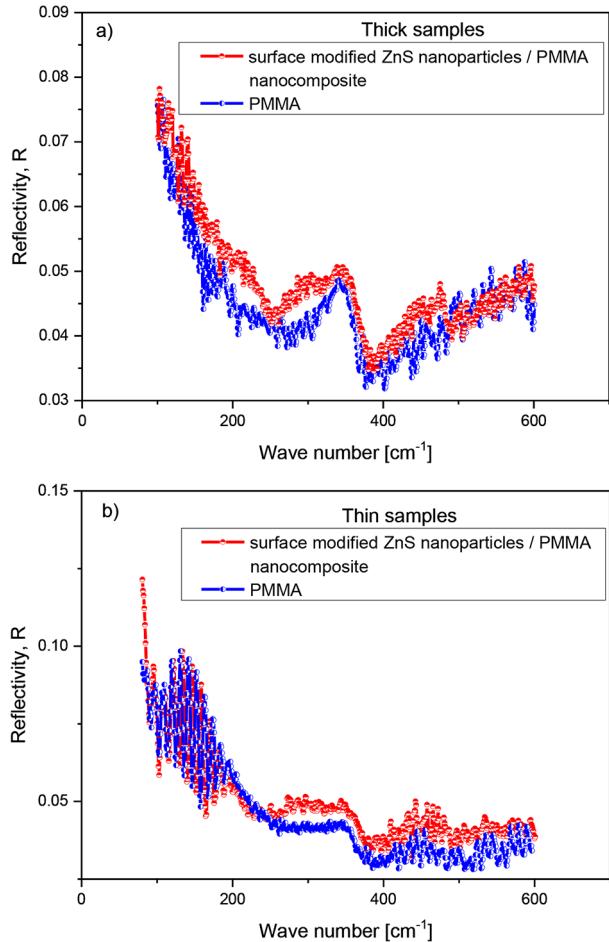 a)
Thick samples
surface modified ZnS nanoparticles / PMMA
nanocomposite
PMMA
0.09
0.08
0.07
0.06
0.05
0.04
0.03
Reflectivity, R
0 200 400 600
Wave number [cm⁻¹]
b)
Thin samples
surface modified ZnS nanoparticles / PMMA
nanocomposite
PMMA
0.15
0.10
0.05
Reflectivity, R
0 200 400 600
Wave number [cm⁻¹]